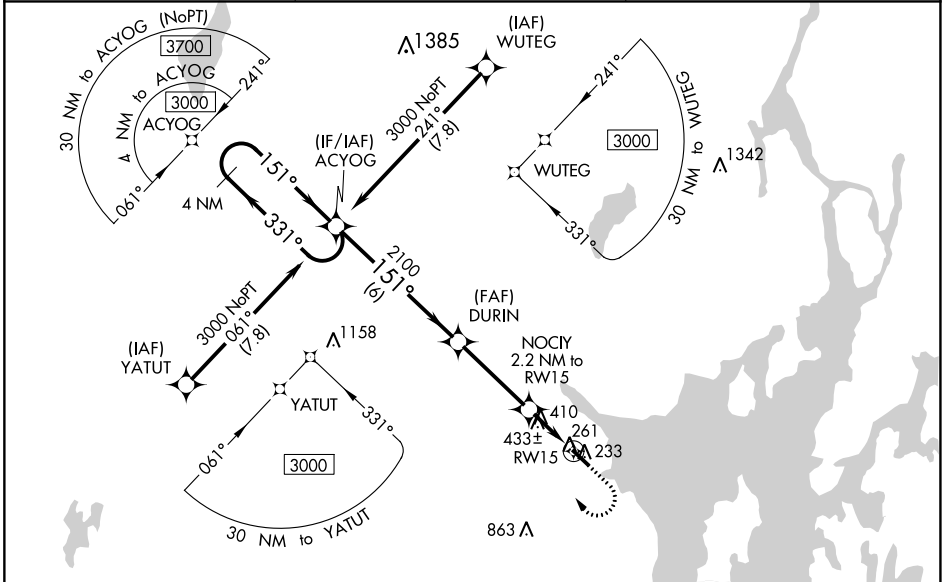 30 NM to ACYOG (NoPT)
3700
4 NM to ACYOG
3000
ACYOG
241°
061°
1385
(IAF)
WUTEG
3000 NoPT
241°
(7.8)
(IF/IAF)
ACYOG
151°
4 NM
331°
241°
3000
WUTEG
331°
30 NM to WUTEG
1342
2100
151°
(6)
(FAF)
DURIN
3000 NoPT
061°
(7.8)
(IAF)
YATUT
1158
YATUT
061°
331°
3000
30 NM to YATUT
NOCIY
2.2 NM to
RW15
410
433±
261
RW15
233
863